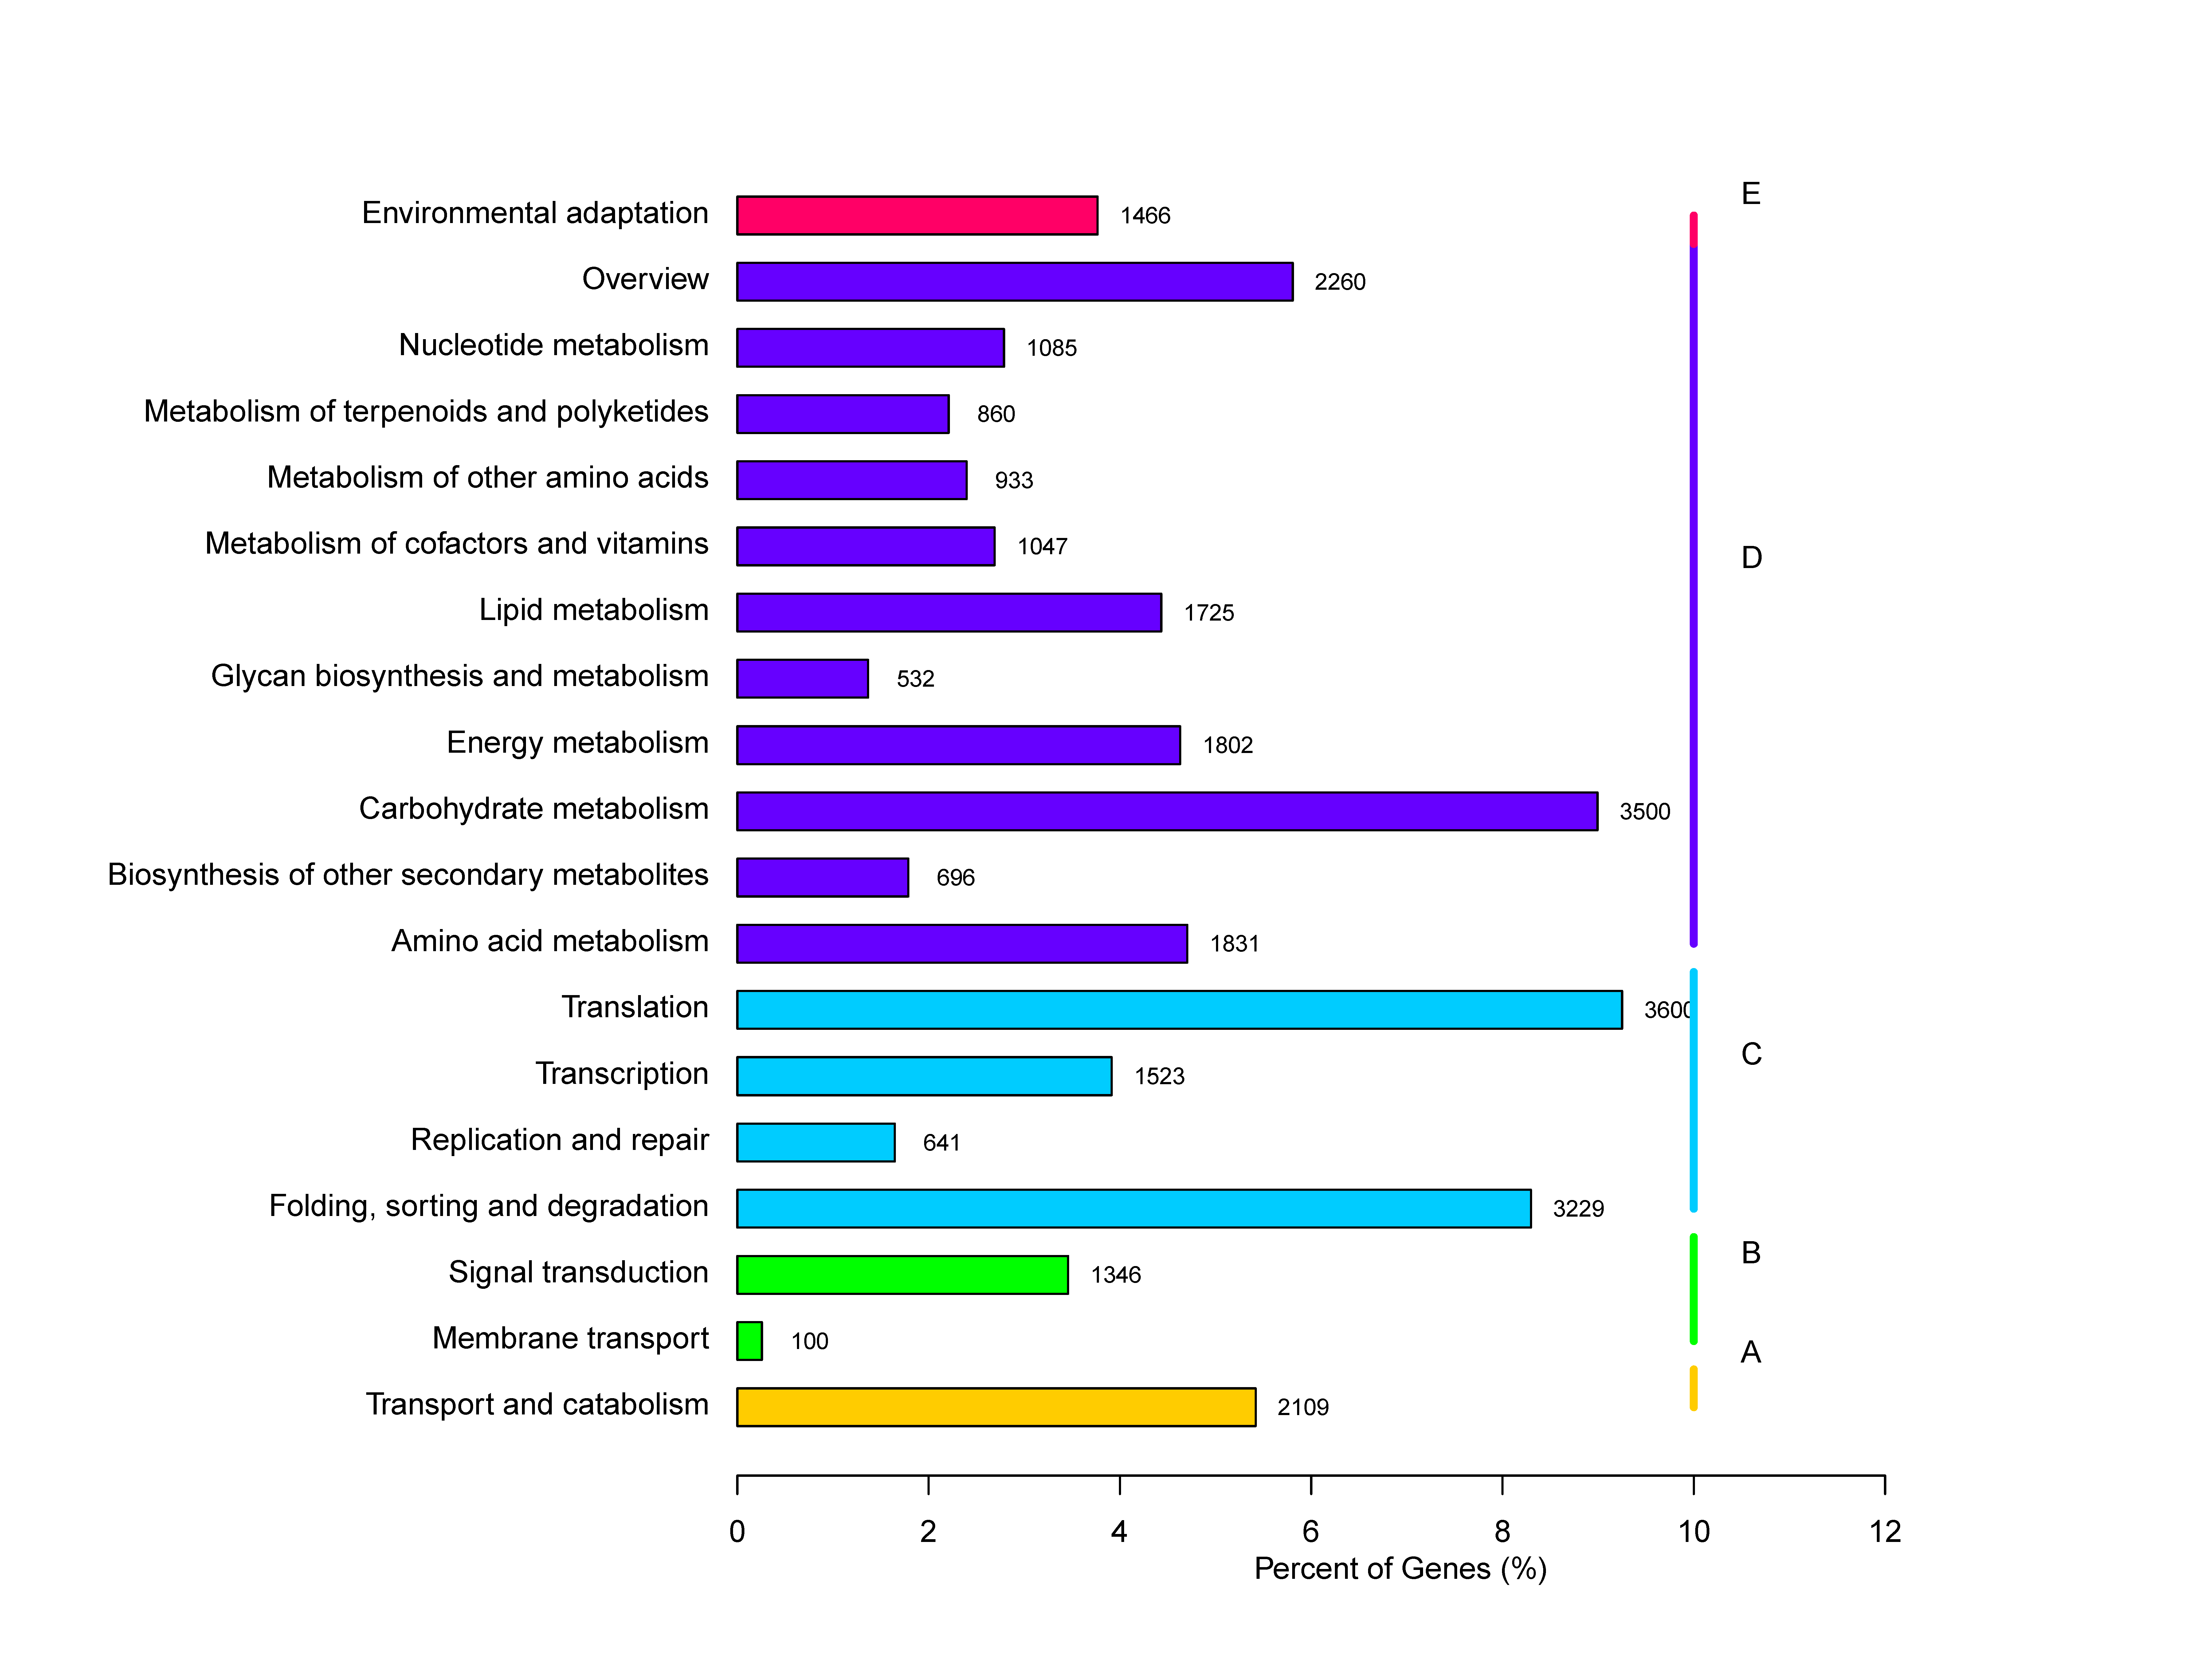 E
Environmental adaptation 1466
Overview 2260
Nucleotide metabolism 1085
Metabolism of terpenoids and polyketides 860
Metabolism of other amino acids 933
Metabolism of cofactors and vitamins 1047
D
Lipid metabolism 1725
Glycan biosynthesis and metabolism 532
Energy metabolism 1802
Carbohydrate metabolism 3500
Biosynthesis of other secondary metabolites 696
Amino acid metabolism 1831
Translation 3600
C
Transcription 1523
Replication and repair 641
Folding, sorting and degradation 3229
B
Signal transduction 1346
Membrane transport 100
A
Transport and catabolism 2109
0 2 4 6 8 10 12
Percent of Genes (%)